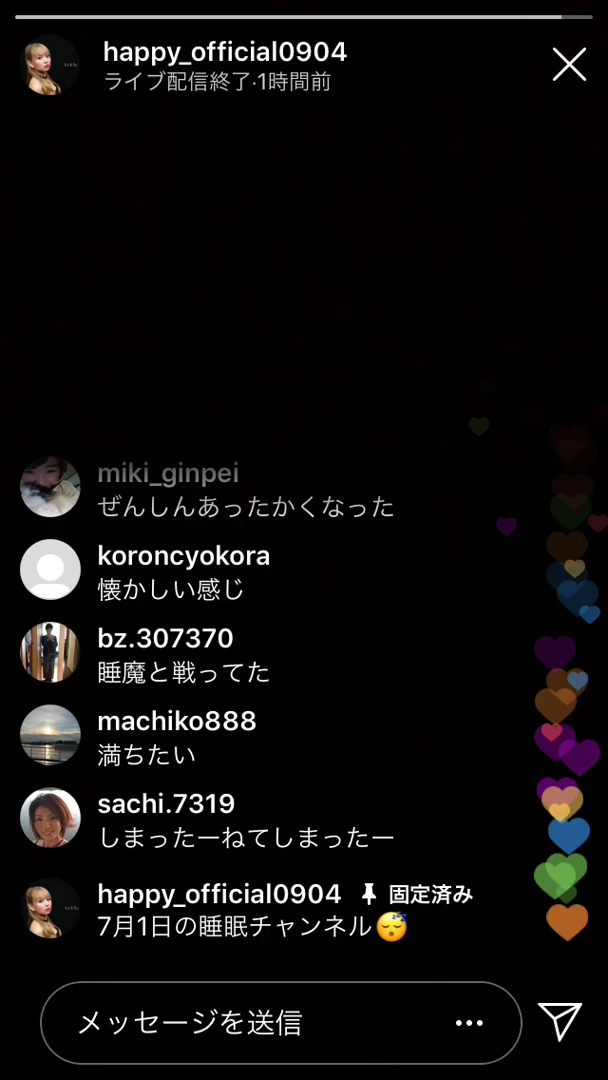 happy_official0904
ライブ配信終了·1時間前
miki_ginpei
ぜんしんあったかくなった
koroncyokora
懐かしい感じ
bz.307370
睡魔と戦ってた
machiko888
満ちたい
sachi.7319
しまったーねてしまったー
happy_official0904 固定済み
7月1日の睡眠チャンネル😴
メッセージを送信